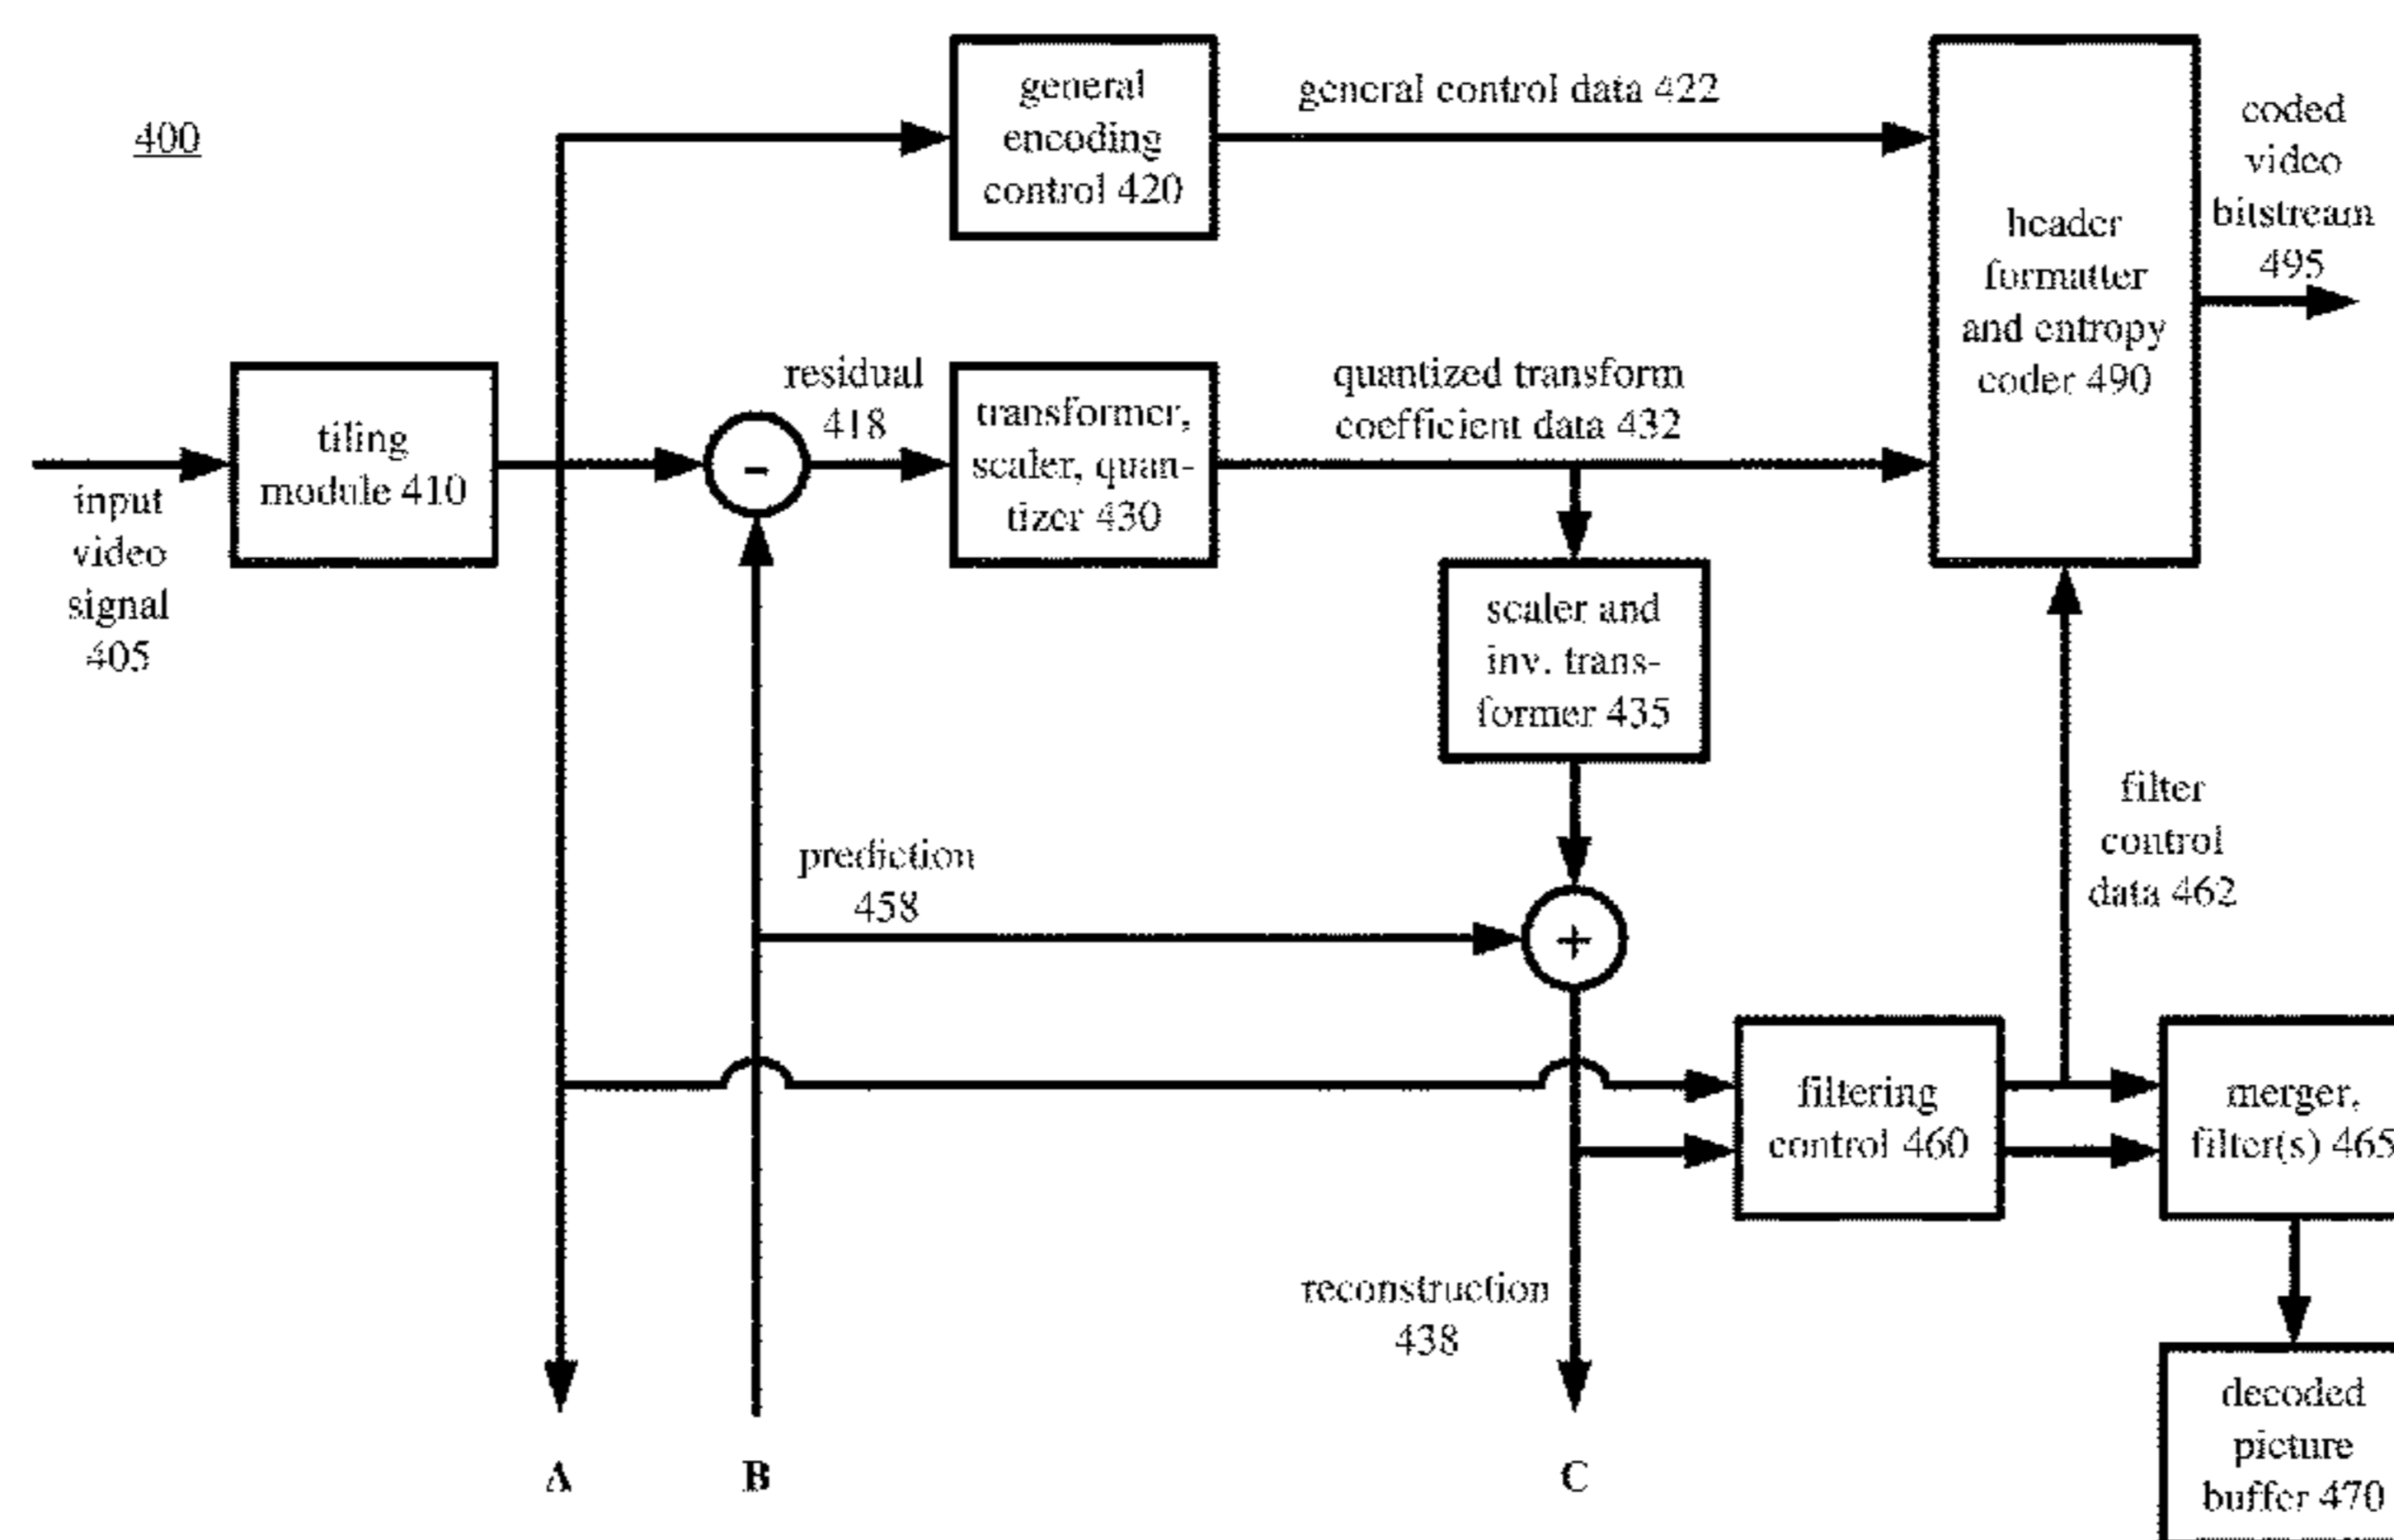 400
general
encoding
control 420
general control data 422
header
formatter
and entropy
coder 490
coded
video
bitstream
495
input
video
signal
405
tiling
module 410
-
residual
418
transformer,
scaler, quan-
tizer 430
quantized transform
coefficient data 432
scaler and
inv. trans-
former 435
prediction
458
+
filter
control
data 462
filtering
control 460
merger,
filter(s) 465
reconstruction
438
decoded
picture
buffer 470
A
B
C